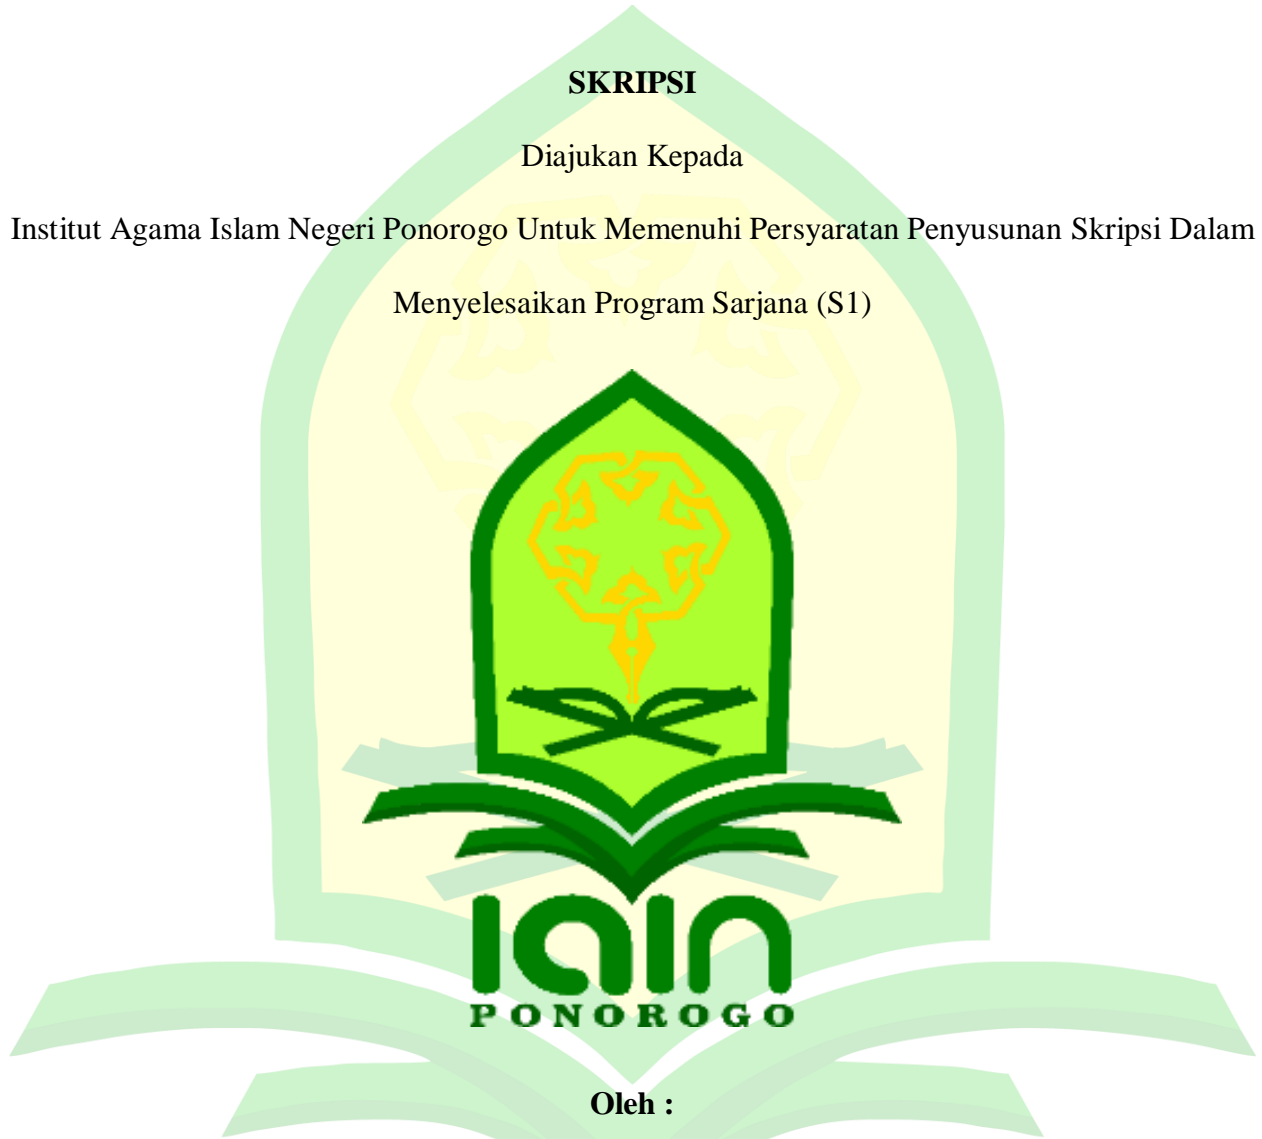 SKRIPSI
Diajukan Kepada
Institut Agama Islam Negeri Ponorogo Untuk Memenuhi Persyaratan Penyusunan Skripsi Dalam
Menyelesaikan Program Sarjana (S1)
IAIN
PONOROGO
Oleh :